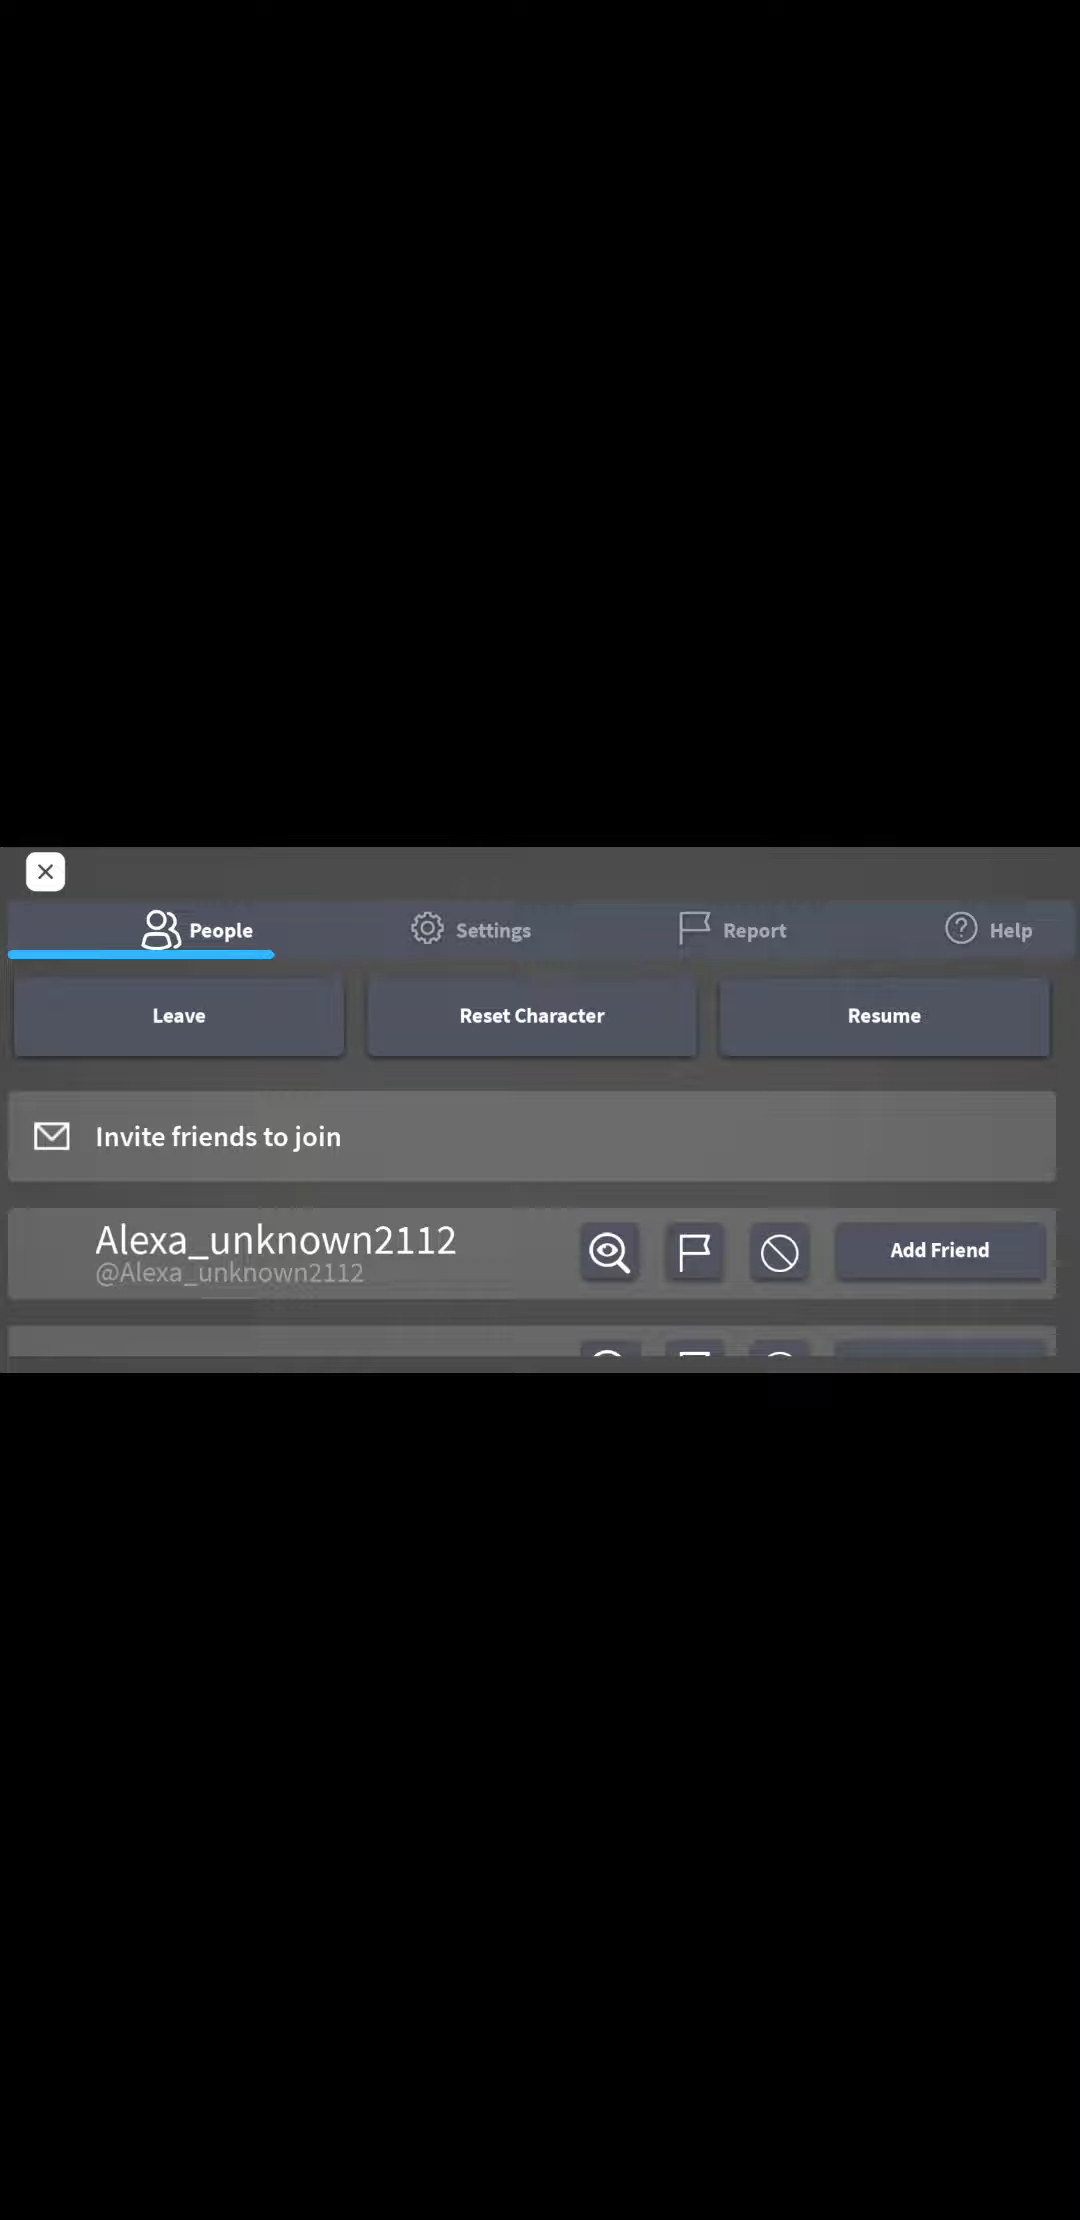 People
Settings
Report
Help
Leave
Reset Character
Resume
Invite friends to join
Alexa_unknown2112
@Alexa_unknown2112
Add Friend